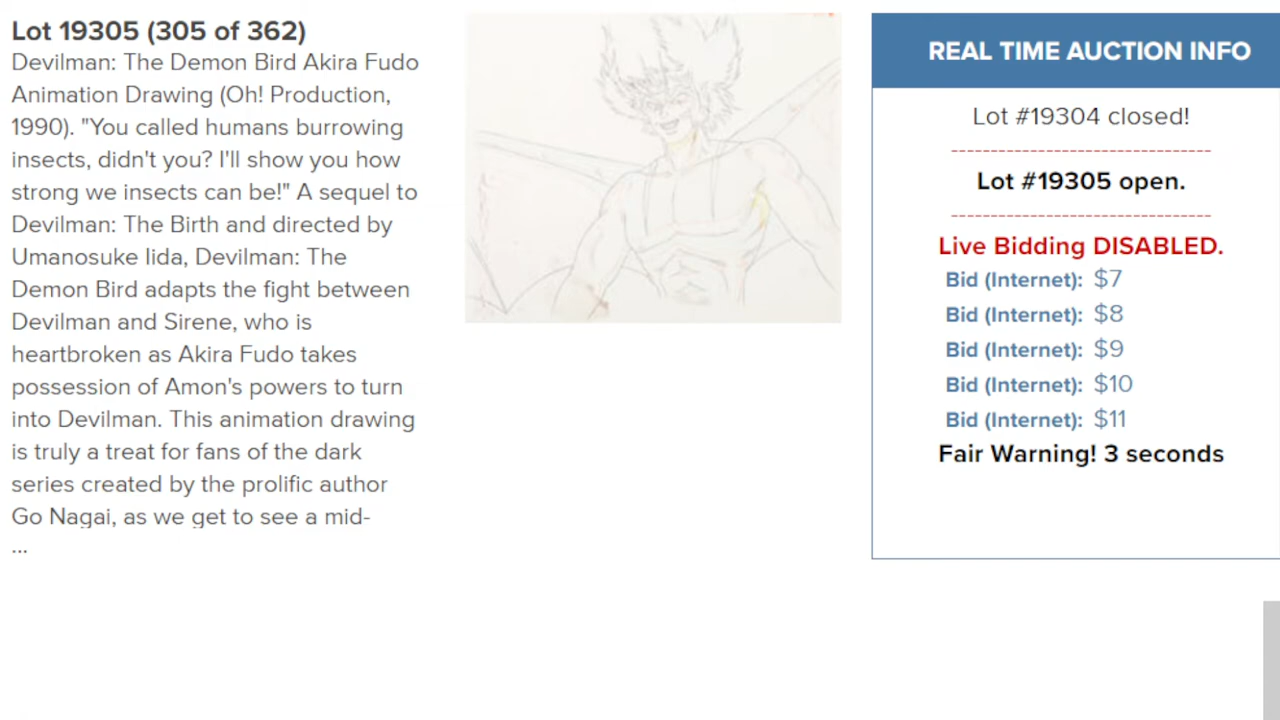 Lot 19305 (305 of 362)
Devilman: The Demon Bird Akira Fudo
Animation Drawing (Oh! Production,
1990). "You called humans burrowing
insects, didn't you? I'll show you how
strong we insects can be!" A sequel to
Devilman: The Birth and directed by
Umanosuke Iida, Devilman: The
Demon Bird adapts the fight between
Devilman and Sirene, who is
heartbroken as Akira Fudo takes
possession of Amon's powers to turn
into Devilman. This animation drawing
is truly a treat for fans of the dark
series created by the prolific author
Go Nagai, as we get to see a mid-
...
REAL TIME AUCTION INFO
Lot #19304 closed!
-------------------------------
Lot #19305 open.
-------------------------------
Live Bidding DISABLED.
Bid (Internet): $7
Bid (Internet): $8
Bid (Internet): $9
Bid (Internet): $10
Bid (Internet): $11
Fair Warning! 3 seconds